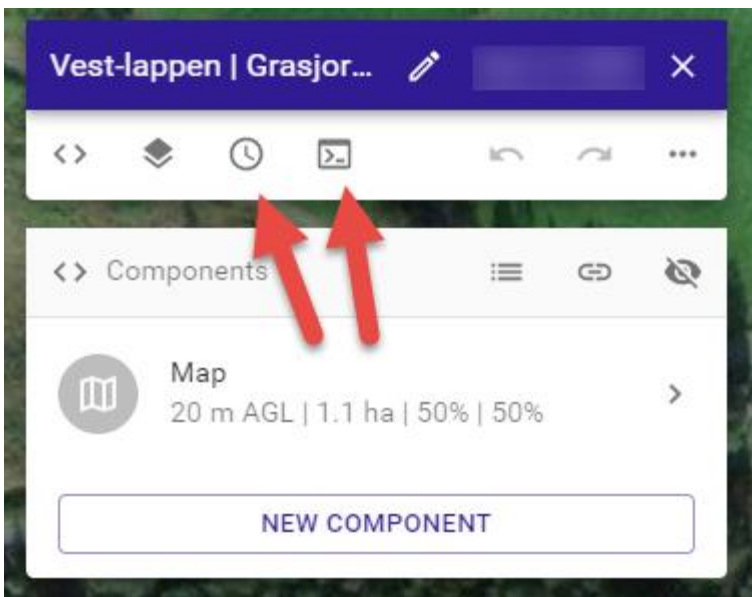 Vest-lappen | Grasjor...
Components
Map
20 m AGL | 1.1 ha | 50% | 50%
NEW COMPONENT